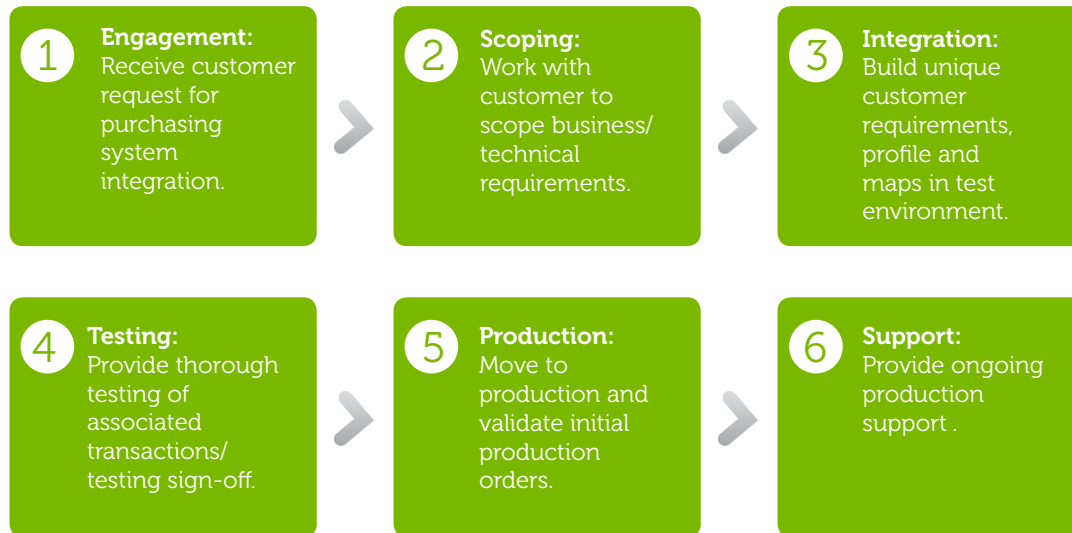 1
Engagement:
Receive customer
request for
purchasing
system
integration.
2
Scoping:
Work with
customer to
scope business/
technical
requirements.
3
Integration:
Build unique
customer
requirements,
profile and
maps in test
environment.
4
Testing:
Provide thorough
testing of
associated
transactions/
testing sign-off.
5
Production:
Move to
production and
validate initial
production
orders.
6
Support:
Provide ongoing
production
support .